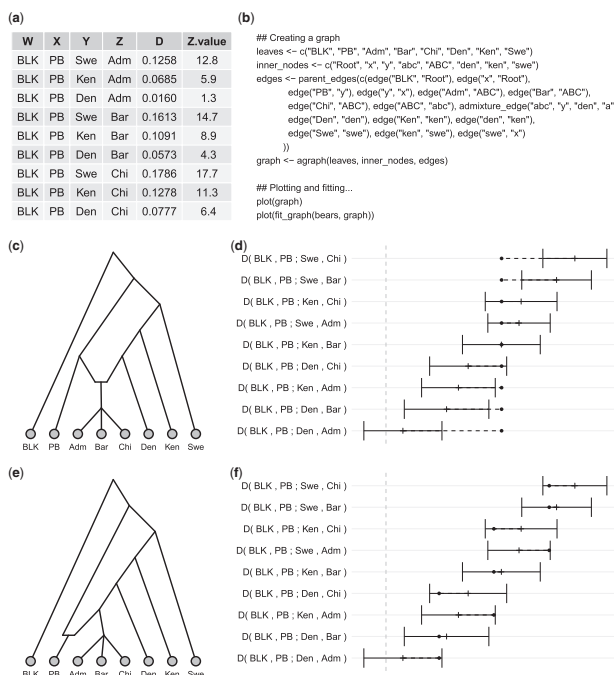 (a)
W X Y Z D Z.value
BLK PB Swe Adm 0.1258 12.8
BLK PB Ken Adm 0.0685 5.9
BLK PB Den Adm 0.0160 1.3
BLK PB Swe Bar 0.1613 14.7
BLK PB Ken Bar 0.1091 8.9
BLK PB Den Bar 0.0573 4.3
BLK PB Swe Chi 0.1786 17.7
BLK PB Ken Chi 0.1278 11.3
BLK PB Den Chi 0.0777 6.4
(b)
## Creating a graph
leaves <- c("BLK", "PB", "Adm", "Bar", "Chi", "Den", "Ken", "Swe")
inner_nodes <- c("Root", "x", "y", "abc", "ABC", "den", "ken", "swe")
edges <- parent_edges(c(edge("BLK", "Root"), edge("x", "Root"),
edge("PB", "y"), edge("y", "x"), edge("Adm", "ABC"), edge("Bar", "ABC"),
edge("Chi", "ABC"), edge("ABC", "abc"), admixture_edge("abc", "y", "den", "a"
edge("Den", "den"), edge("Ken", "ken"), edge("den", "ken"),
edge("Swe", "swe"), edge("ken", "swe"), edge("swe", "x")
))
graph <- agraph(leaves, inner_nodes, edges)
## Plotting and fitting...
plot(graph)
plot(fit_graph(bears, graph))
(c)
BLK PB Adm Bar Chi Den Ken Swe
(d)
D( BLK , PB ; Swe , Chi )
D( BLK , PB ; Swe , Bar )
D( BLK , PB ; Ken , Chi )
D( BLK , PB ; Swe , Adm )
D( BLK , PB ; Ken , Bar )
D( BLK , PB ; Den , Chi )
D( BLK , PB ; Ken , Adm )
D( BLK , PB ; Den , Bar )
D( BLK , PB ; Den , Adm )
(e)
BLK PB Adm Bar Chi Den Ken Swe
(f)
D( BLK , PB ; Swe , Chi )
D( BLK , PB ; Swe , Bar )
D( BLK , PB ; Ken , Chi )
D( BLK , PB ; Swe , Adm )
D( BLK , PB ; Ken , Bar )
D( BLK , PB ; Den , Chi )
D( BLK , PB ; Ken , Adm )
D( BLK , PB ; Den , Bar )
D( BLK , PB ; Den , Adm )